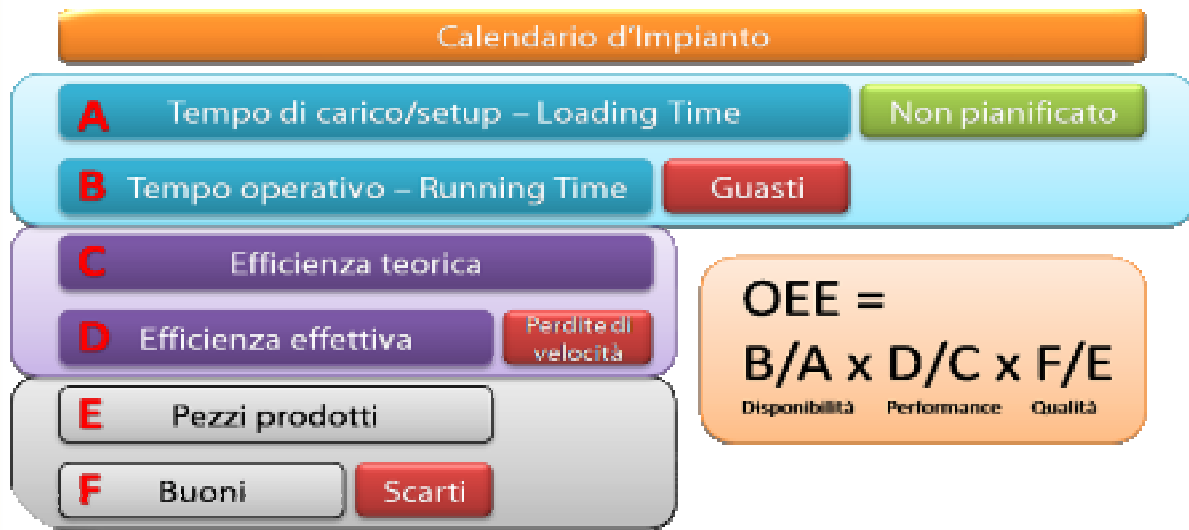 Calendario d'Impianto
A Tempo di carico/setup – Loading Time
Non pianificato
B Tempo operativo – Running Time
Guasti
C Efficienza teorica
D Efficienza effettiva
Perdite di
velocità
E Pezzi prodotti
F Buoni
Scarti
OEE =
B/A x D/C x F/E
Disponibilità Performance Qualità